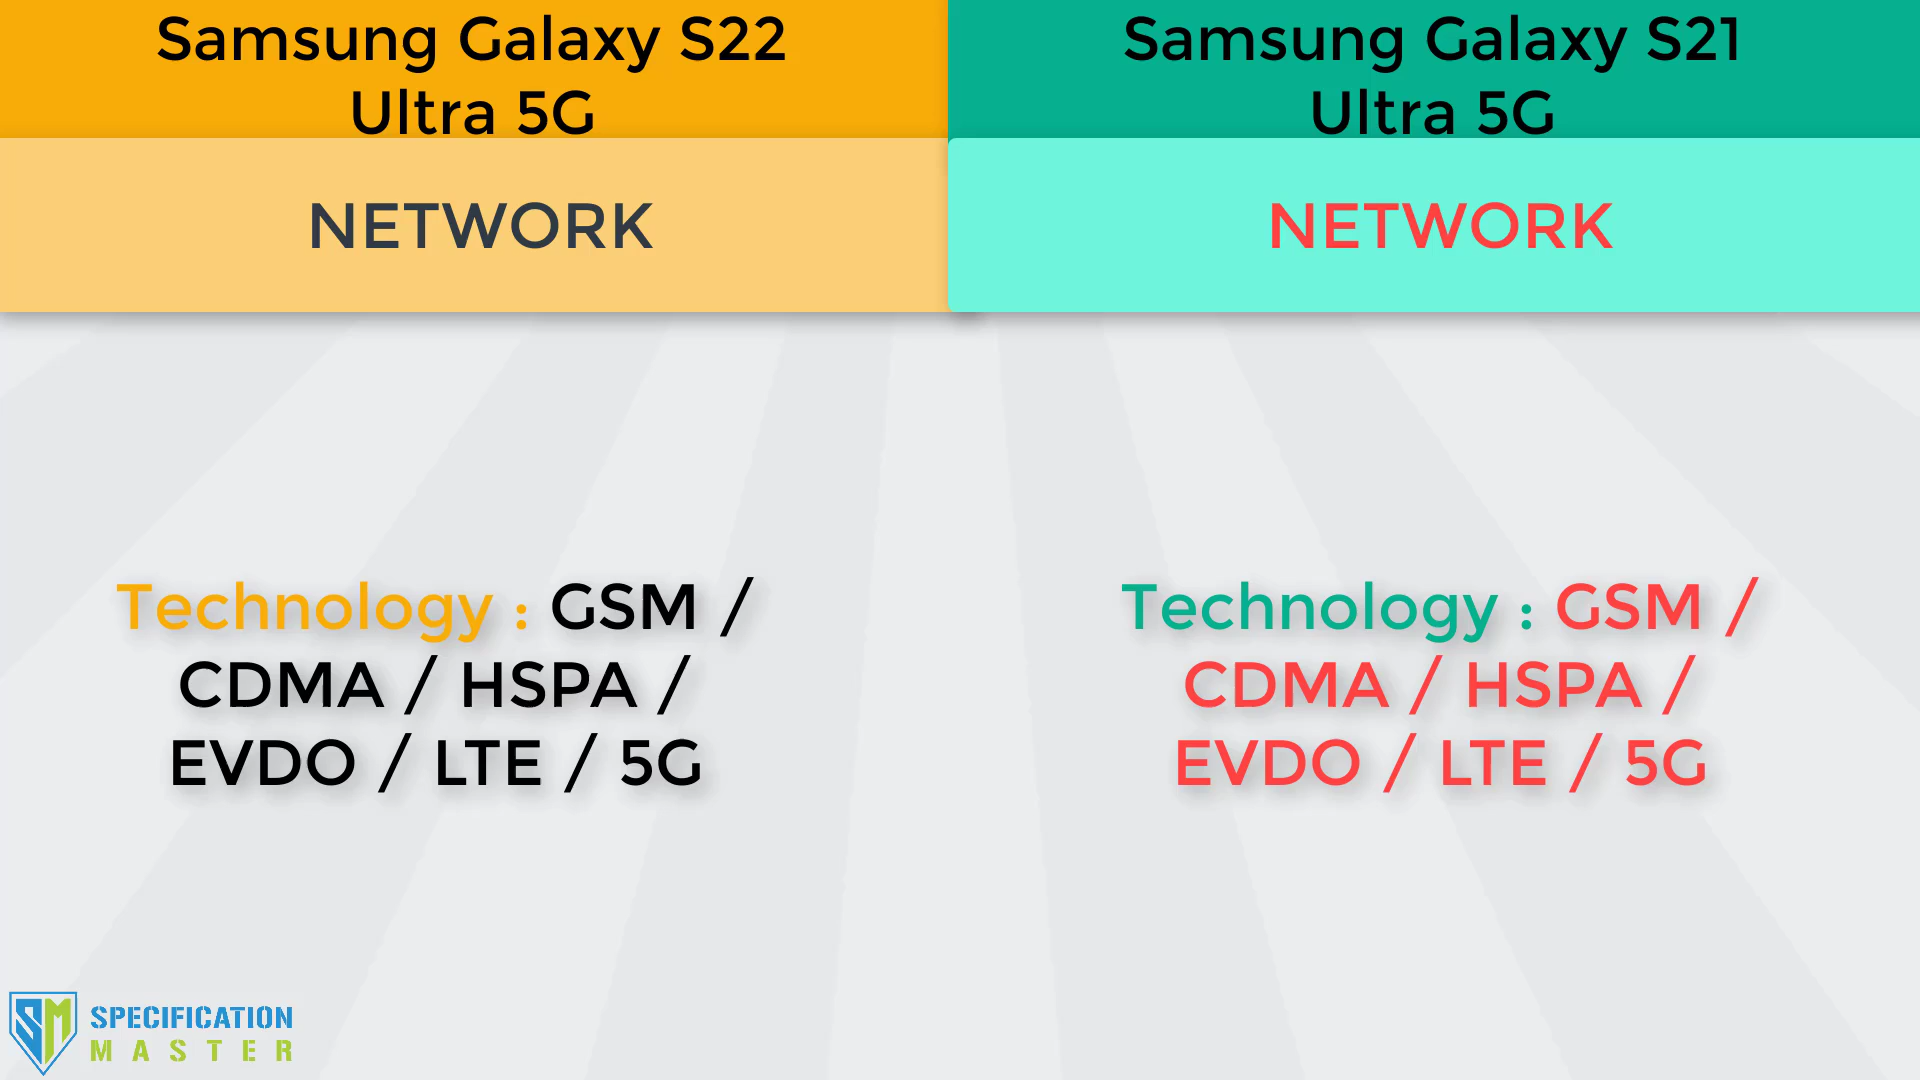 Samsung Galaxy S22
Ultra 5G
NETWORK
Technology : GSM /
CDMA / HSPA /
EVDO / LTE / 5G
Samsung Galaxy S21
Ultra 5G
NETWORK
Technology : GSM /
CDMA / HSPA /
EVDO / LTE / 5G
SM
SPECIFICATION
MASTER